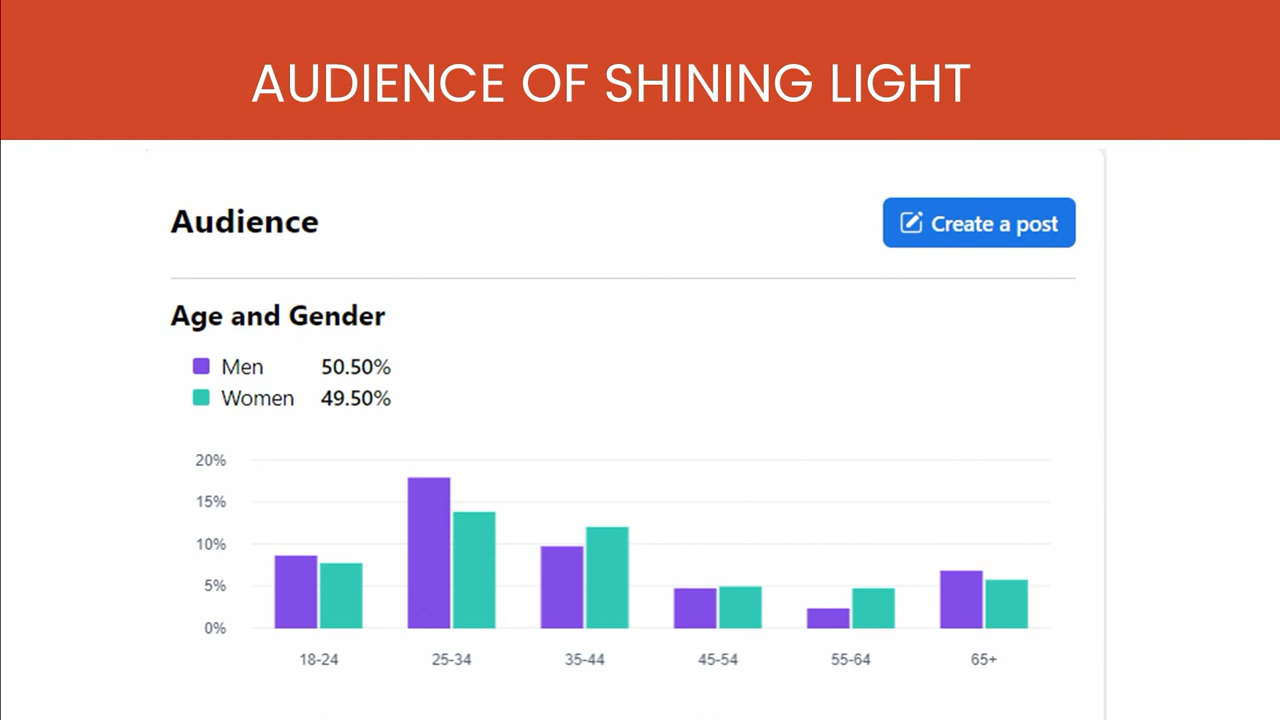 AUDIENCE OF SHINING LIGHT
Audience
Create a post
Age and Gender
Men 50.50%
Women 49.50%
20%
15%
10%
5%
0%
18-24 25-34 35-44 45-54 55-64 65+